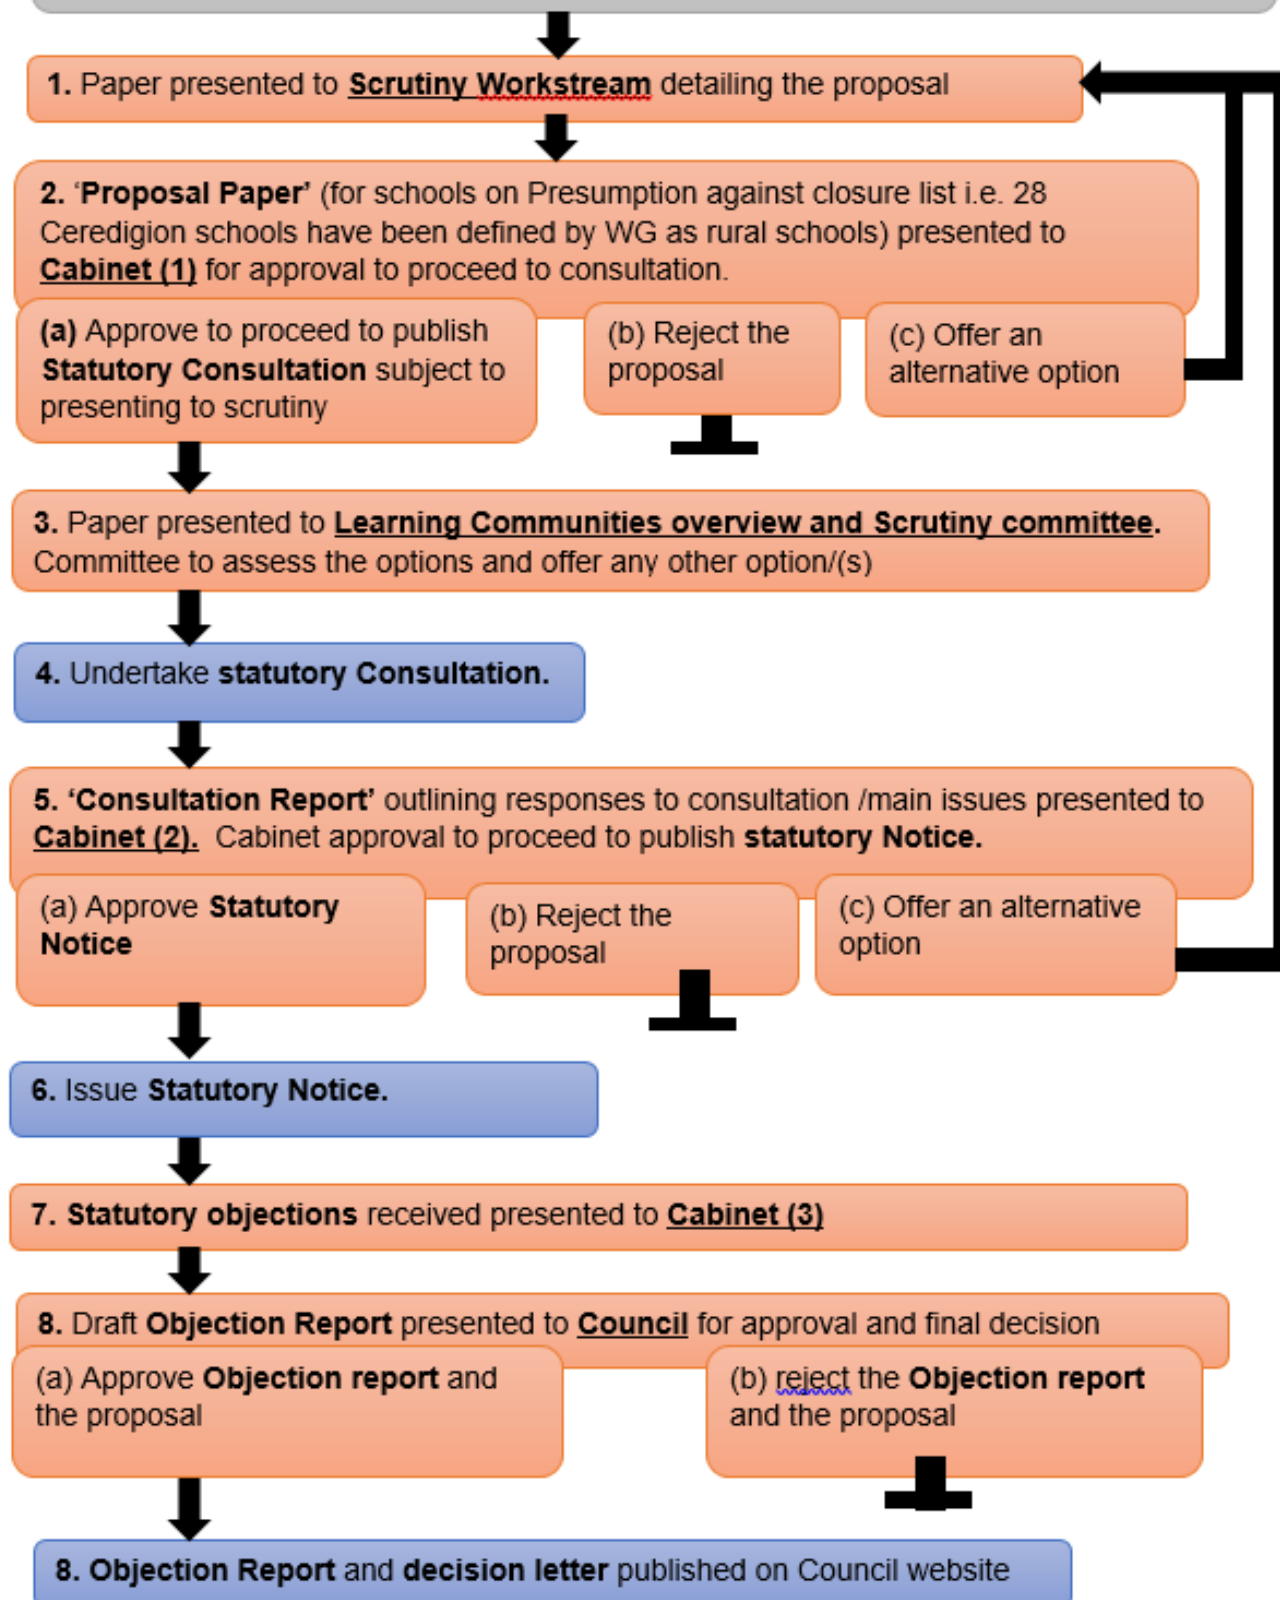 1. Paper presented to Scrutiny Workstream detailing the proposal
2. ‘Proposal Paper’ (for schools on Presumption against closure list i.e. 28
Ceredigion schools have been defined by WG as rural schools) presented to
Cabinet (1) for approval to proceed to consultation.
(a) Approve to proceed to publish
Statutory Consultation subject to
presenting to scrutiny
(b) Reject the
proposal
(c) Offer an
alternative option
3. Paper presented to Learning Communities overview and Scrutiny committee.
Committee to assess the options and offer any other option/(s)
4. Undertake statutory Consultation.
5. ‘Consultation Report’ outlining responses to consultation /main issues presented to
Cabinet (2). Cabinet approval to proceed to publish statutory Notice.
(a) Approve Statutory
Notice
(b) Reject the
proposal
(c) Offer an alternative
option
6. Issue Statutory Notice.
7. Statutory objections received presented to Cabinet (3)
8. Draft Objection Report presented to Council for approval and final decision
(a) Approve Objection report and
the proposal
(b) reject the Objection report
and the proposal
8. Objection Report and decision letter published on Council website